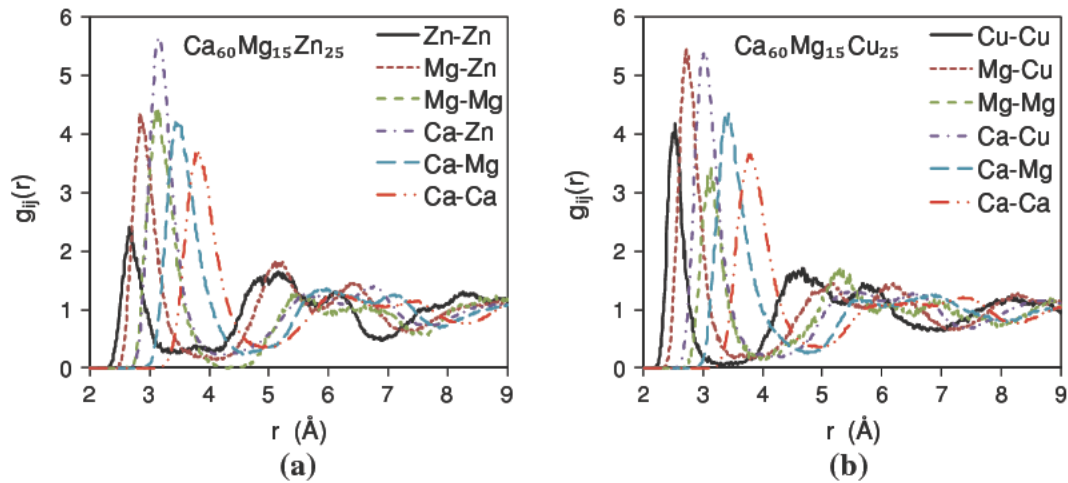 Ca₆₀Mg₁₅Zn₂₅
Zn-Zn
Mg-Zn
Mg-Mg
Ca-Zn
Ca-Mg
Ca-Ca
gij(r)
6
5
4
3
2
1
0
2 3 4 5 6 7 8 9
r (Å)
(a)
Ca₆₀Mg₁₅Cu₂₅
Cu-Cu
Mg-Cu
Mg-Mg
Ca-Cu
Ca-Mg
Ca-Ca
gij(r)
6
5
4
3
2
1
0
2 3 4 5 6 7 8 9
r (Å)
(b)